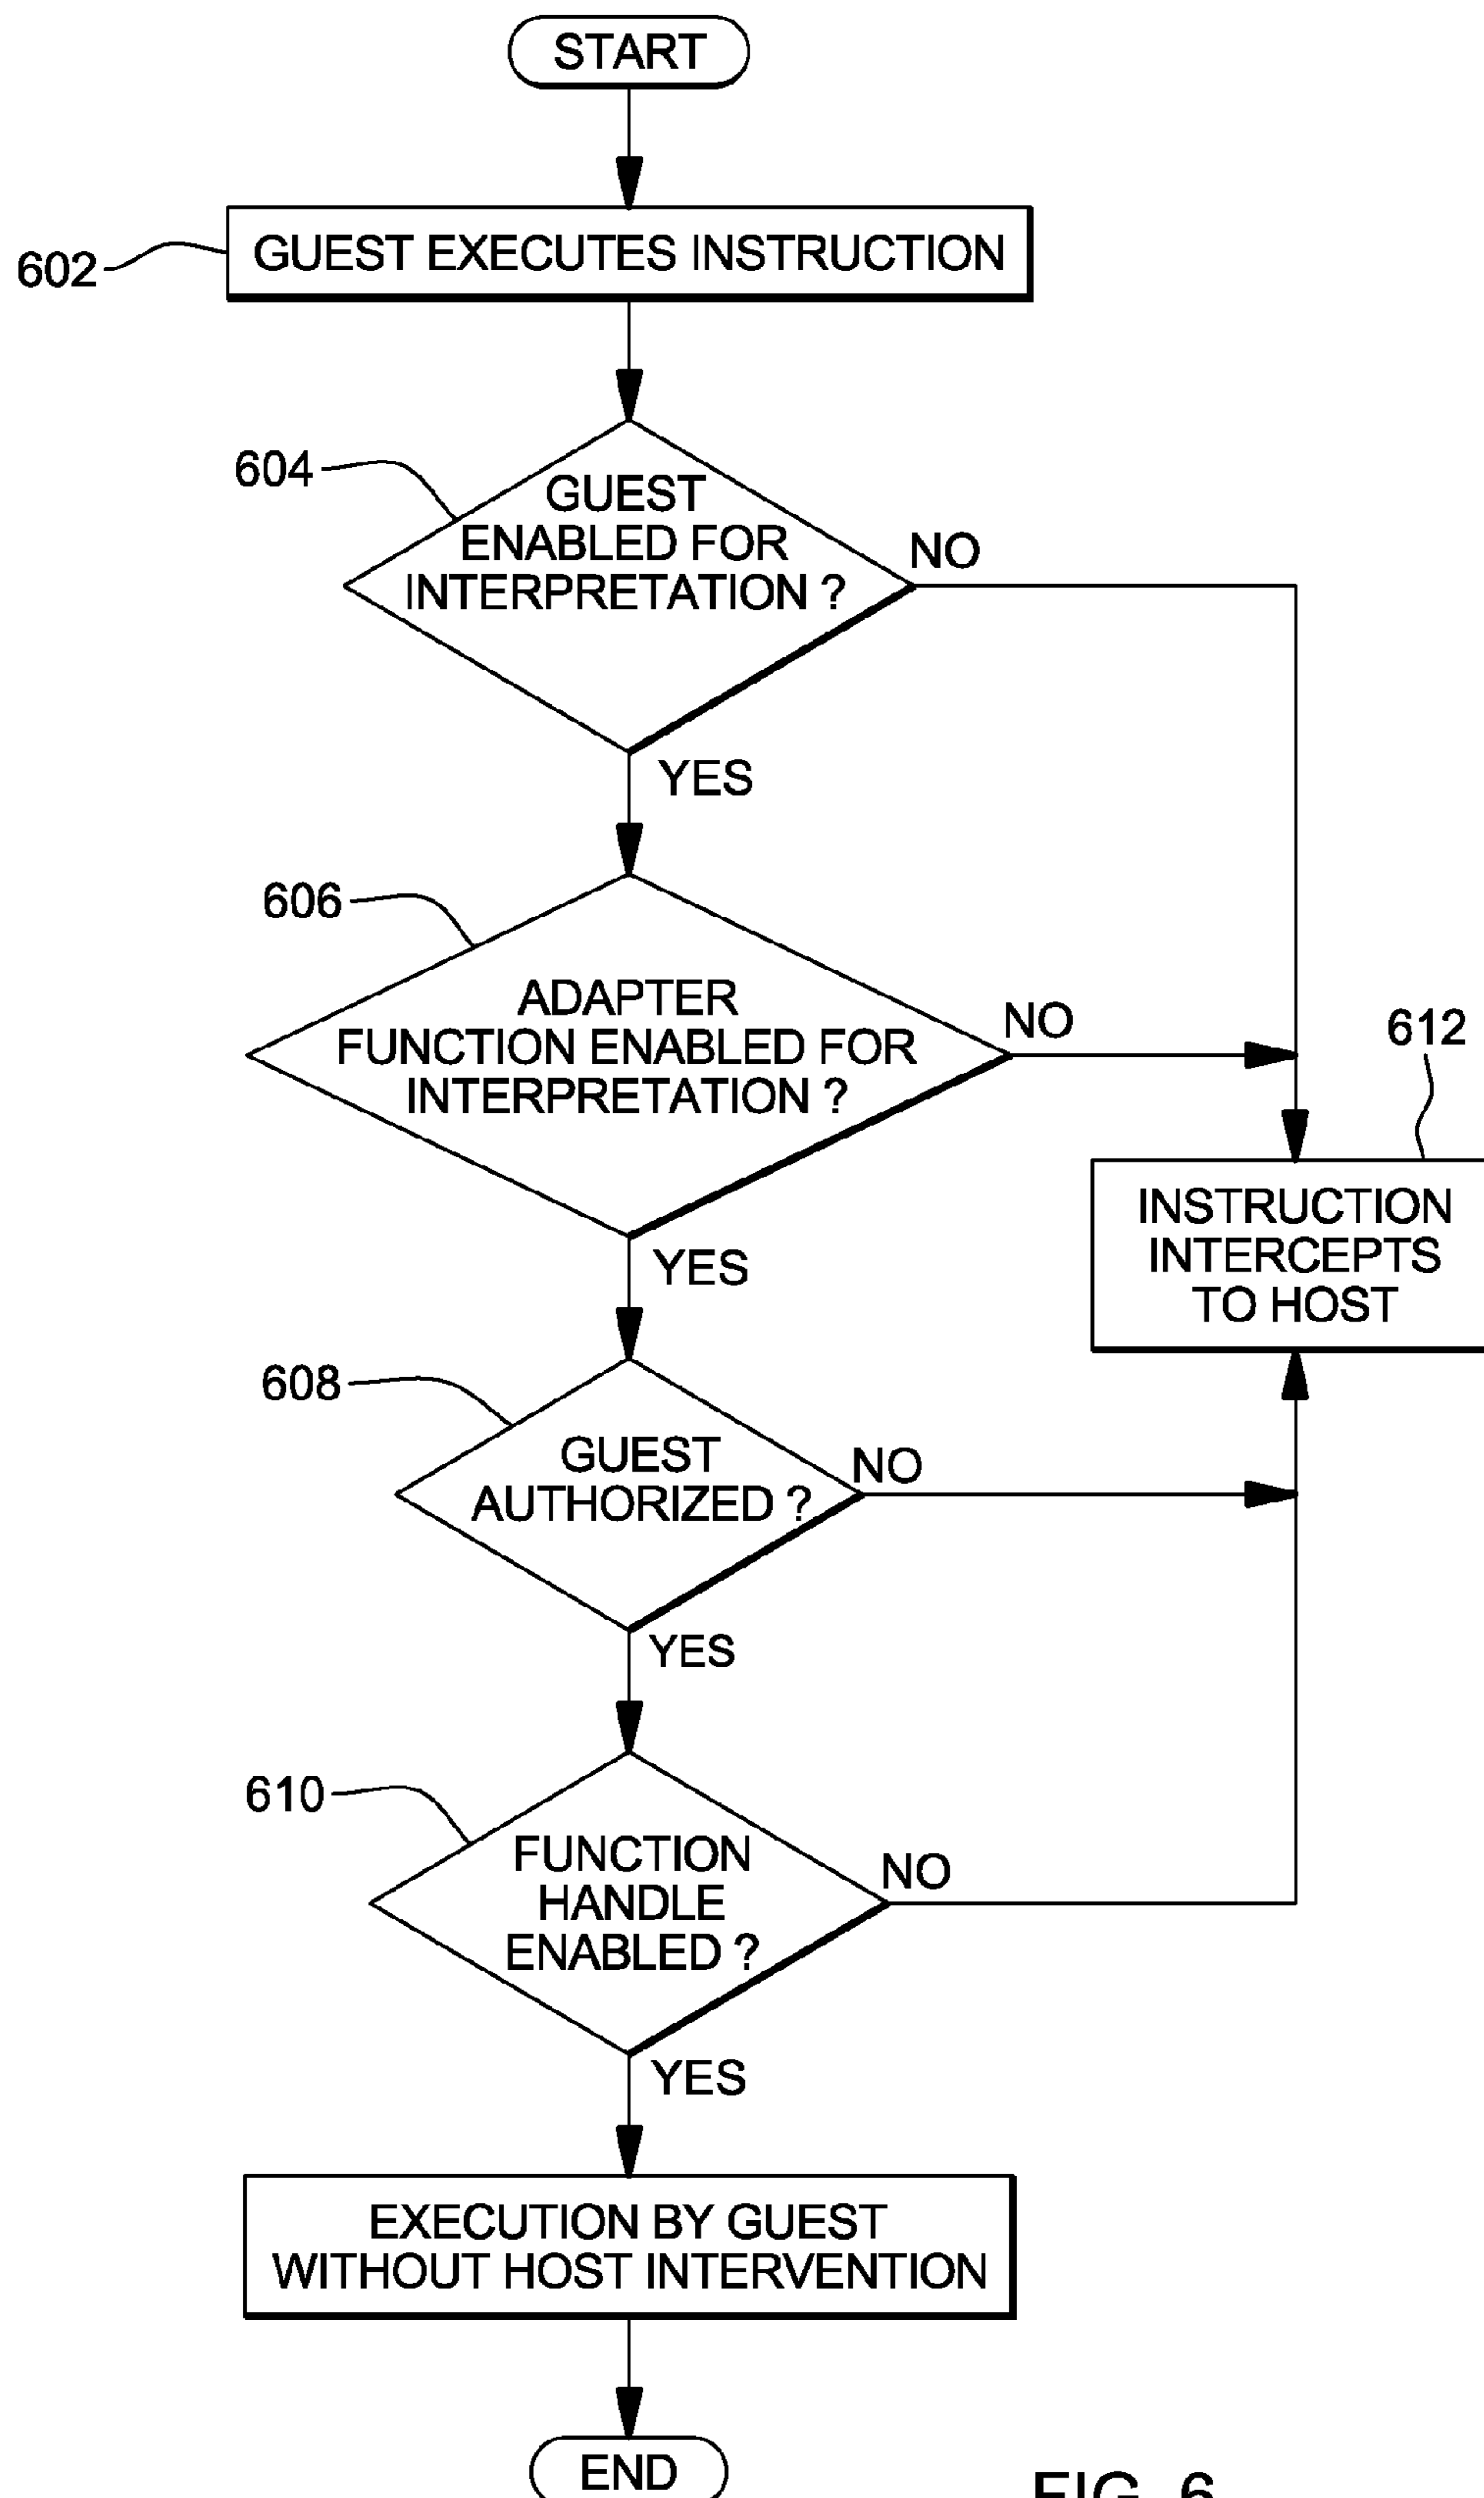 START
602
GUEST EXECUTES INSTRUCTION
604
GUEST
ENABLED FOR
INTERPRETATION ?
NO
YES
606
ADAPTER
FUNCTION ENABLED FOR
INTERPRETATION ?
NO
612
INSTRUCTION
INTERCEPTS
TO HOST
YES
608
GUEST
AUTHORIZED ?
NO
YES
610
FUNCTION
HANDLE
ENABLED ?
NO
YES
EXECUTION BY GUEST
WITHOUT HOST INTERVENTION
END
FIG. 6